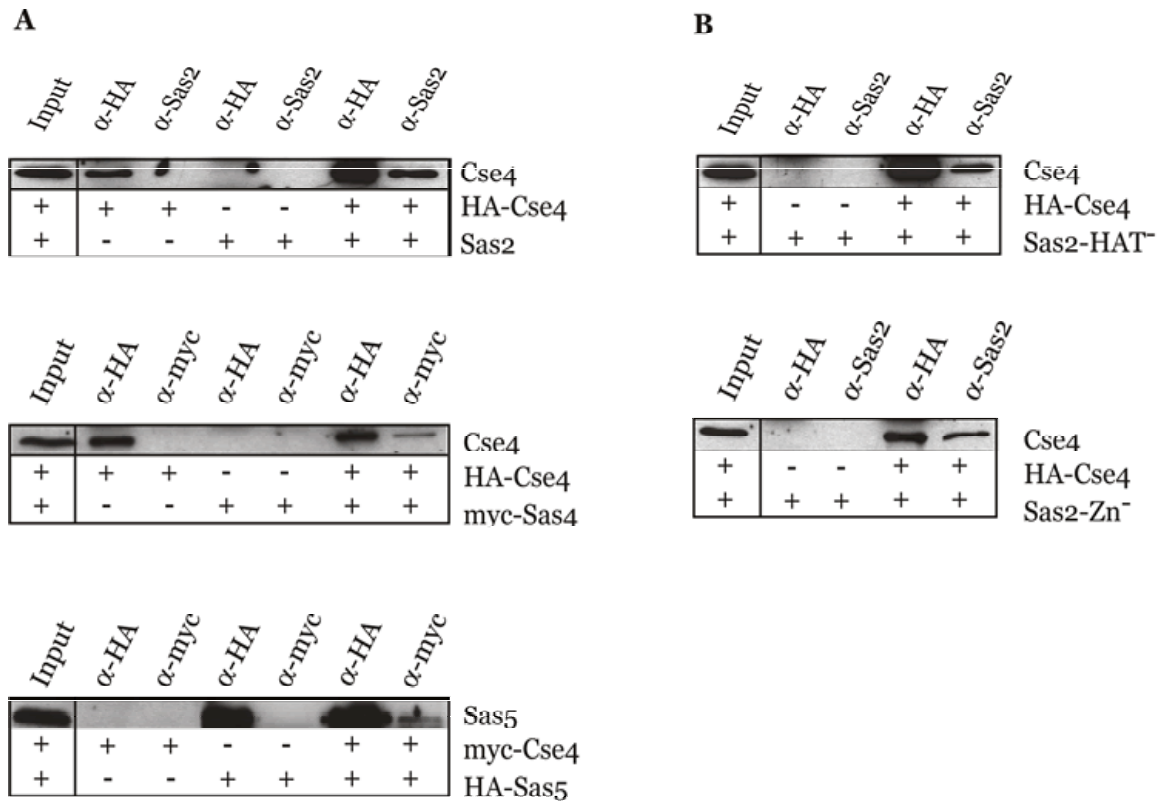 A
Input α-HA α-Sas2 α-HA α-Sas2 α-HA α-Sas2
Cse4
+ + + - - + + HA-Cse4
+ - - + + + + Sas2
Input α-HA α-myc α-HA α-myc α-HA α-myc
Cse4
+ + + - - + + HA-Cse4
+ - - + + + + myc-Sas4
Input α-HA α-myc α-HA α-myc α-HA α-myc
Sas5
+ + + - - + + myc-Cse4
+ - - + + + + HA-Sas5
B
Input α-HA α-Sas2 α-HA α-Sas2
Cse4
+ - - + + HA-Cse4
+ + + + + Sas2-HAT⁻
Input α-HA α-Sas2 α-HA α-Sas2
Cse4
+ - - + + HA-Cse4
+ + + + + Sas2-Zn⁻